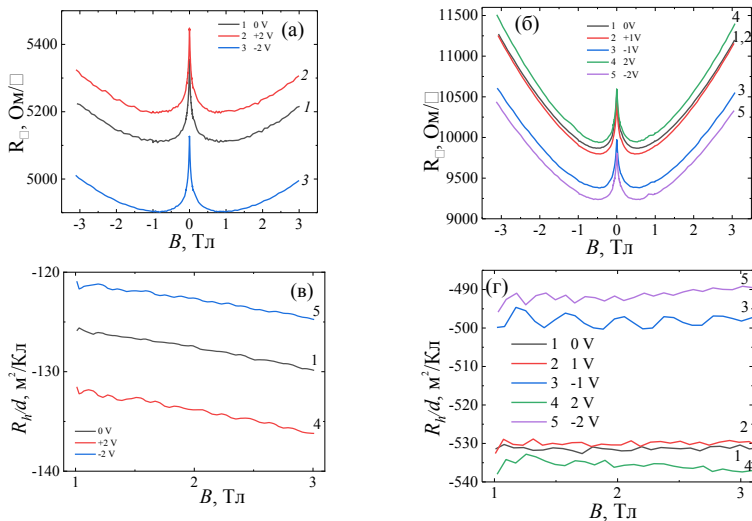 (а)
1 0 V
2 +2 V
3 -2 V
5400
5200
5000
R□, Ом/□
2
1
3
-3 -2 -1 0 1 2 3
B, Тл
(б)
1 0V
2 +1V
3 -1V
4 2V
5 -2V
11500
11000
10500
10000
9500
9000
R□, Ом/□
4
1,2
3
5
-3 -2 -1 0 1 2 3
B, Тл
(в)
-120
-130
-140
Rh/d, м²/Кл
5
1
4
0 V
+2 V
-2 V
1 2 3
B, Тл
(г)
-490
-500
-510
-520
-530
-540
Rh/d, м²/Кл
5
3
1 0 V
2 1 V
3 -1 V
4 2 V
5 -2 V
2
1
4
1 2 3
B, Тл